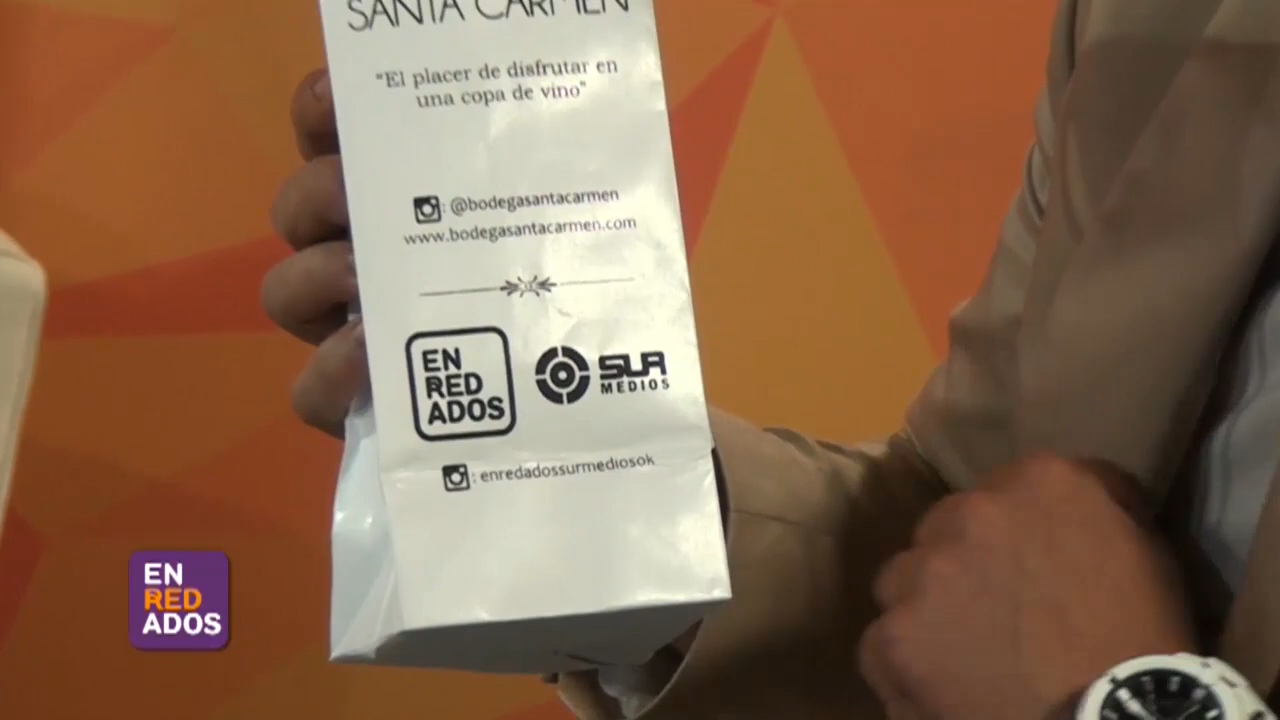 SANTA CARMEN
"El placer de disfrutar en
una copa de vino"
: @bodegasantacarmen
www.bodegasantacarmen.com
EN
RED
ADOS
SUR
MEDIOS
: enredadossurmediosok
EN
RED
ADOS